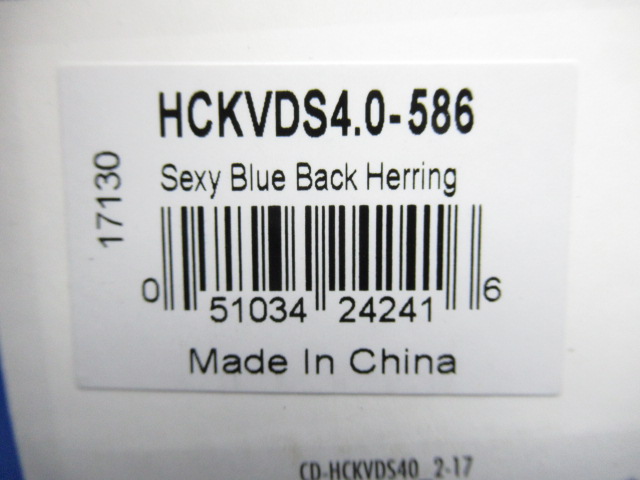 HCKVDS4.0-586
17130
Sexy Blue Back Herring
0 51034 24241 6
Made In China
CD-HCKVDS40_2-17